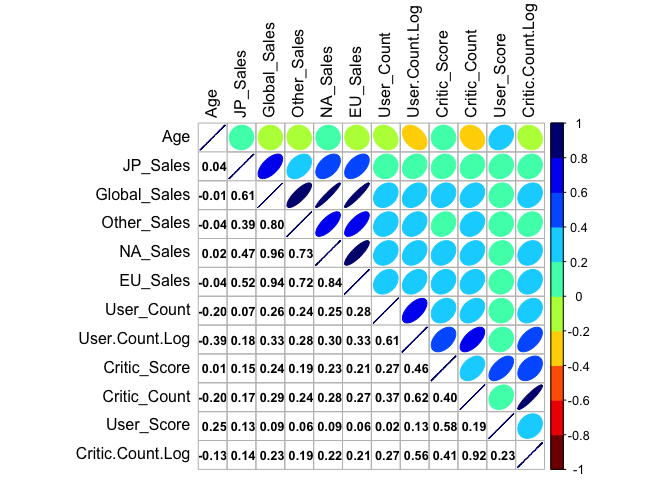 Age JP_Sales Global_Sales Other_Sales NA_Sales EU_Sales User_Count User.Count.Log Critic_Score Critic_Count User_Score Critic.Count.Log
Age
JP_Sales 0.04
Global_Sales -0.01 0.61
Other_Sales -0.04 0.39 0.80
NA_Sales 0.02 0.47 0.96 0.73
EU_Sales -0.04 0.52 0.94 0.72 0.84
User_Count -0.20 0.07 0.26 0.24 0.25 0.28
User.Count.Log -0.39 0.18 0.33 0.28 0.30 0.33 0.61
Critic_Score 0.01 0.15 0.24 0.19 0.23 0.21 0.27 0.46
Critic_Count -0.20 0.17 0.29 0.24 0.28 0.27 0.37 0.62 0.40
User_Score 0.25 0.13 0.09 0.06 0.09 0.06 0.02 0.13 0.58 0.19
Critic.Count.Log -0.13 0.14 0.23 0.19 0.22 0.21 0.27 0.56 0.41 0.92 0.23
1
0.8
0.6
0.4
0.2
0
-0.2
-0.4
-0.6
-0.8
-1